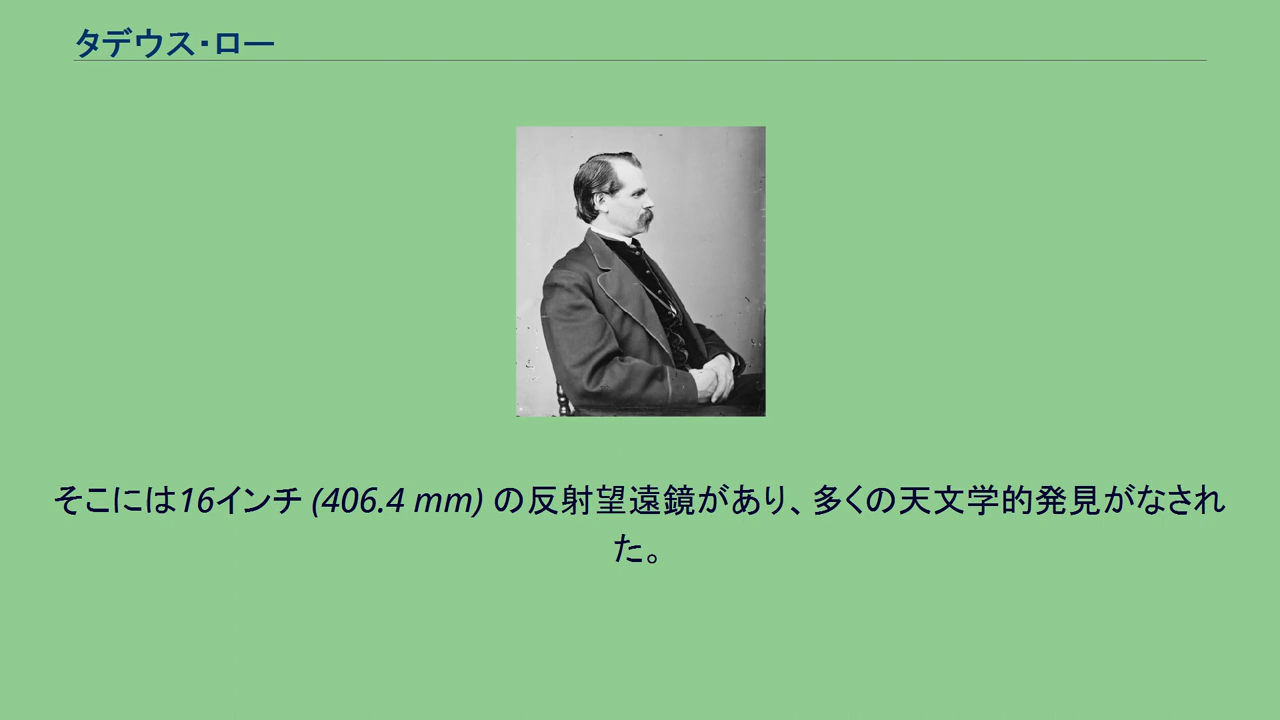 タデウス・ロー
そこには16インチ (406.4 mm) の反射望遠鏡があり、多くの天文学的発見がなされ
た。